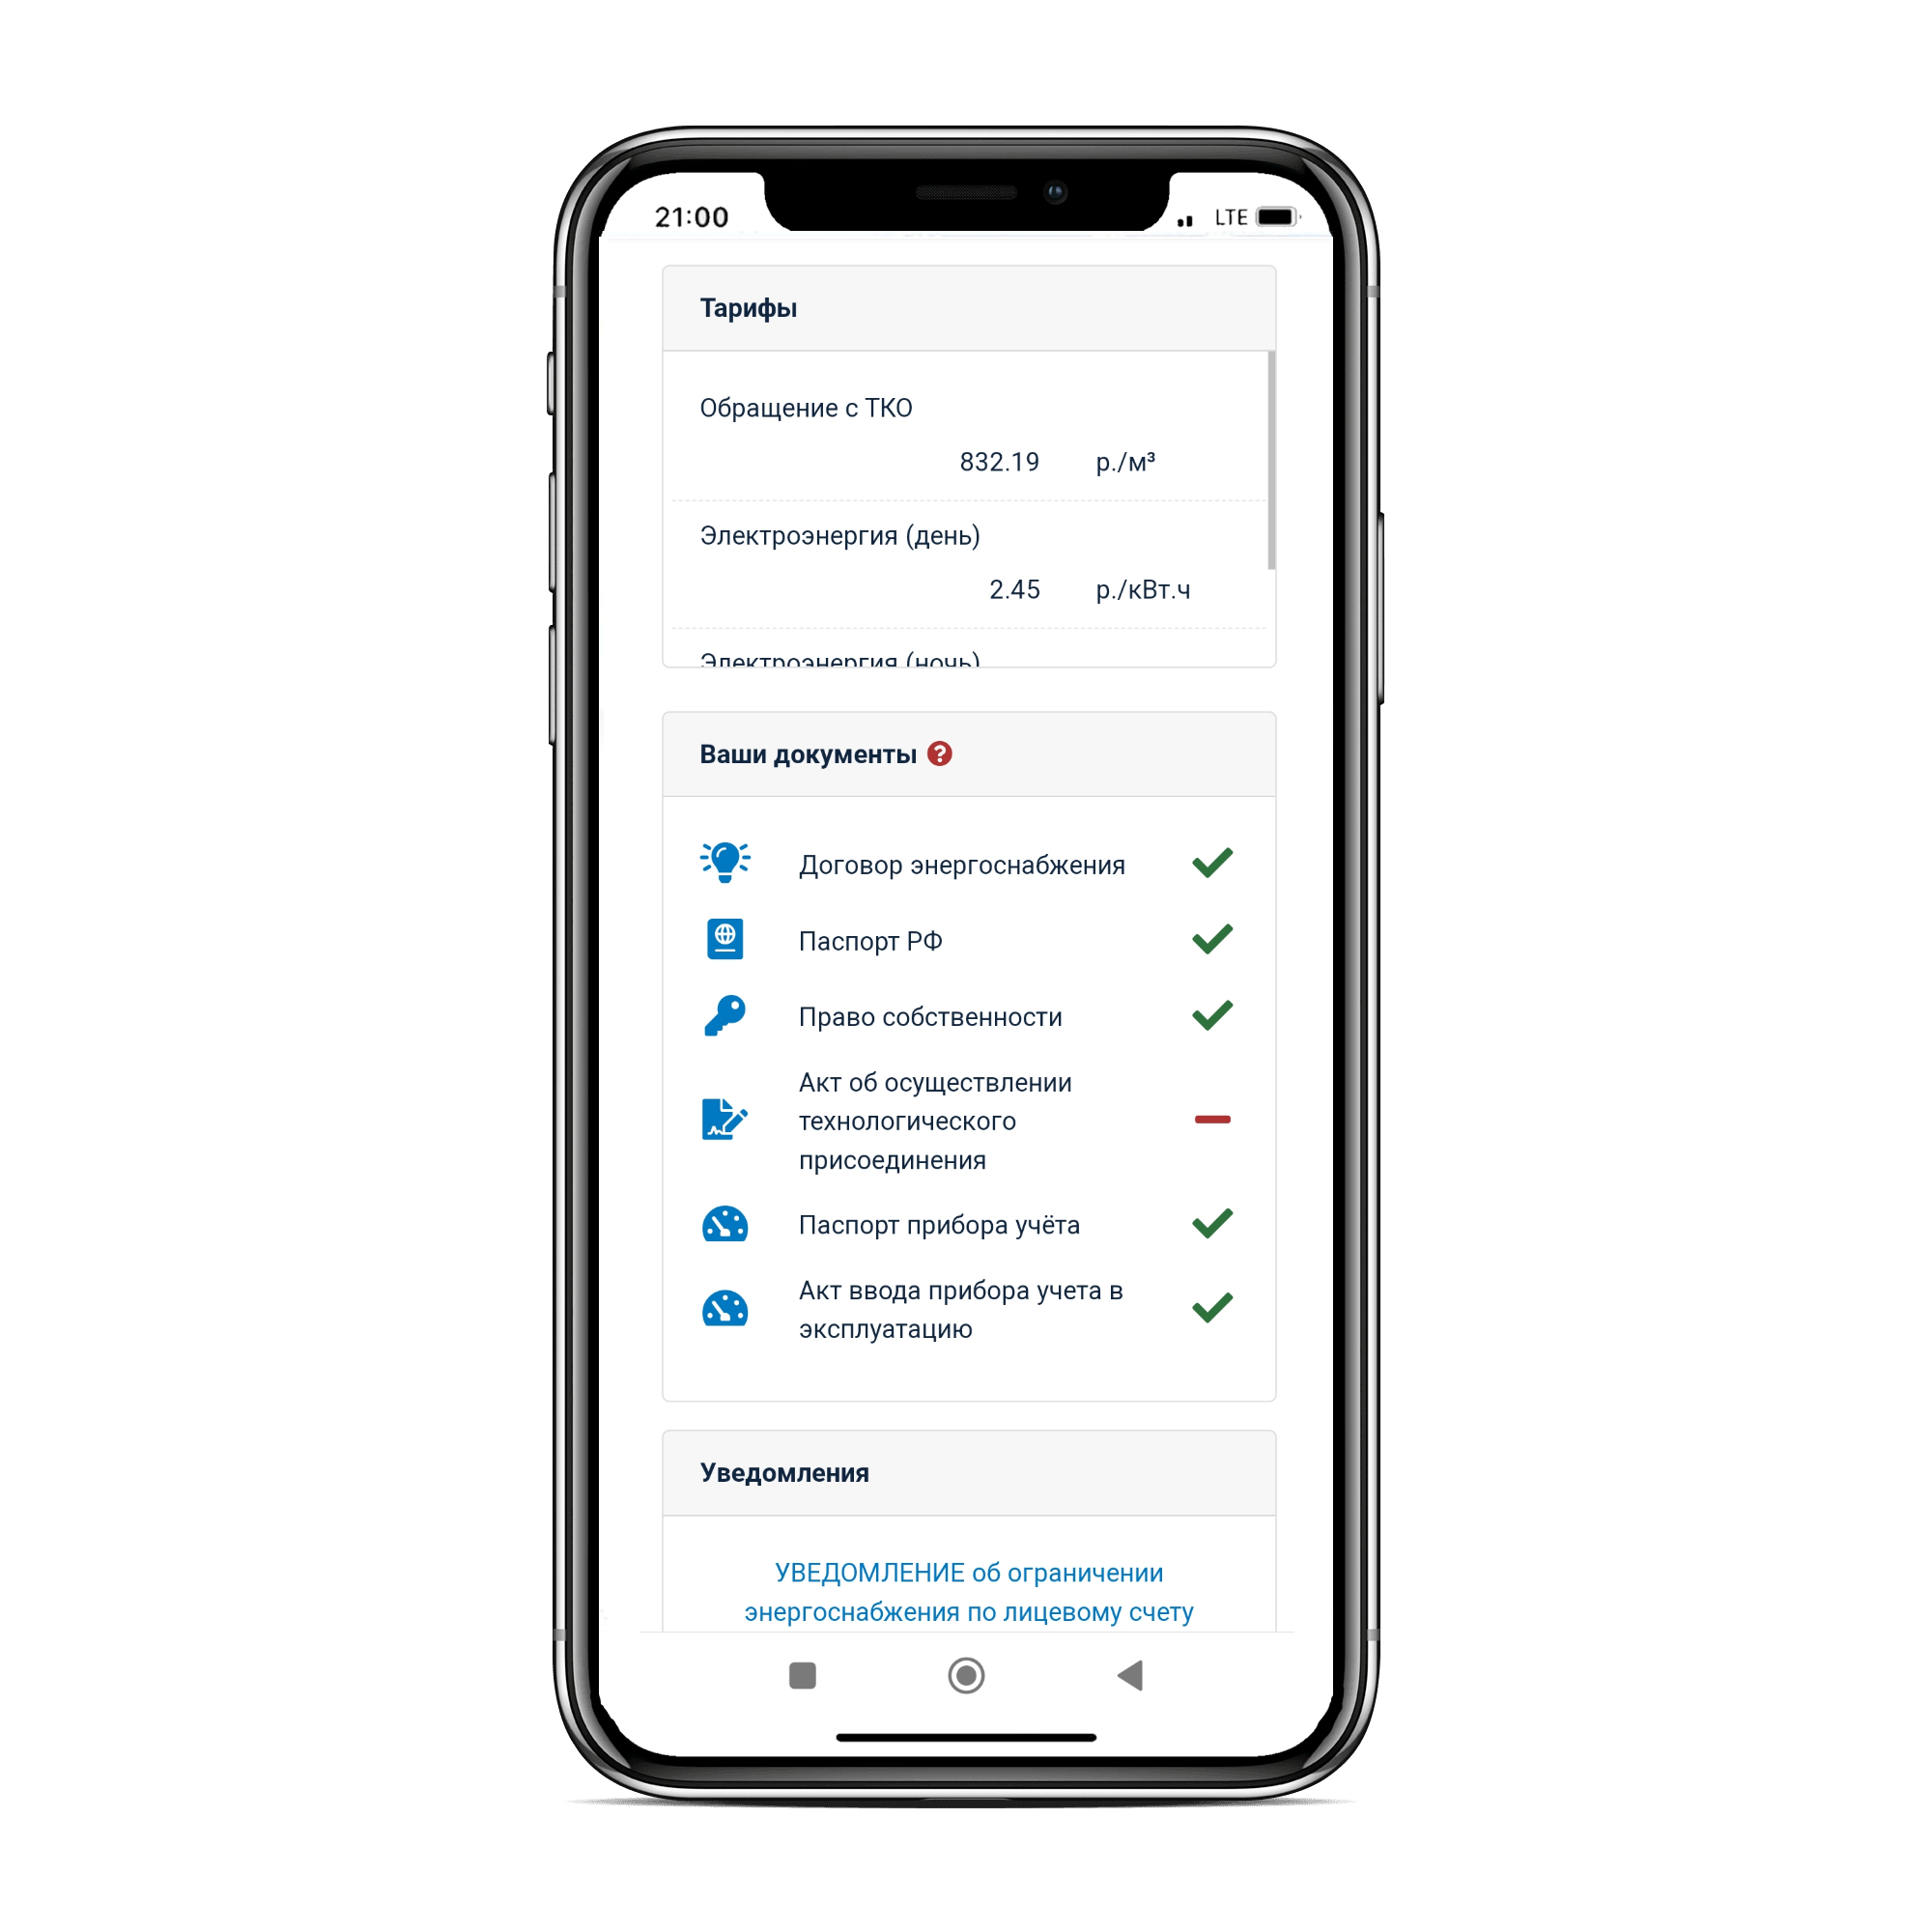 21:00
LTE
Тарифы
Обращение с ТКО
832.19 р./м³
Электроэнергия (день)
2.45 р./кВт.ч
Электроэнергия (ночь)
Ваши документы ?
Договор энергоснабжения
Паспорт РФ
Право собственности
Акт об осуществлении
технологического
присоединения
Паспорт прибора учёта
Акт ввода прибора учета в
эксплуатацию
Уведомления
УВЕДОМЛЕНИЕ об ограничении
энергоснабжения по лицевому счету